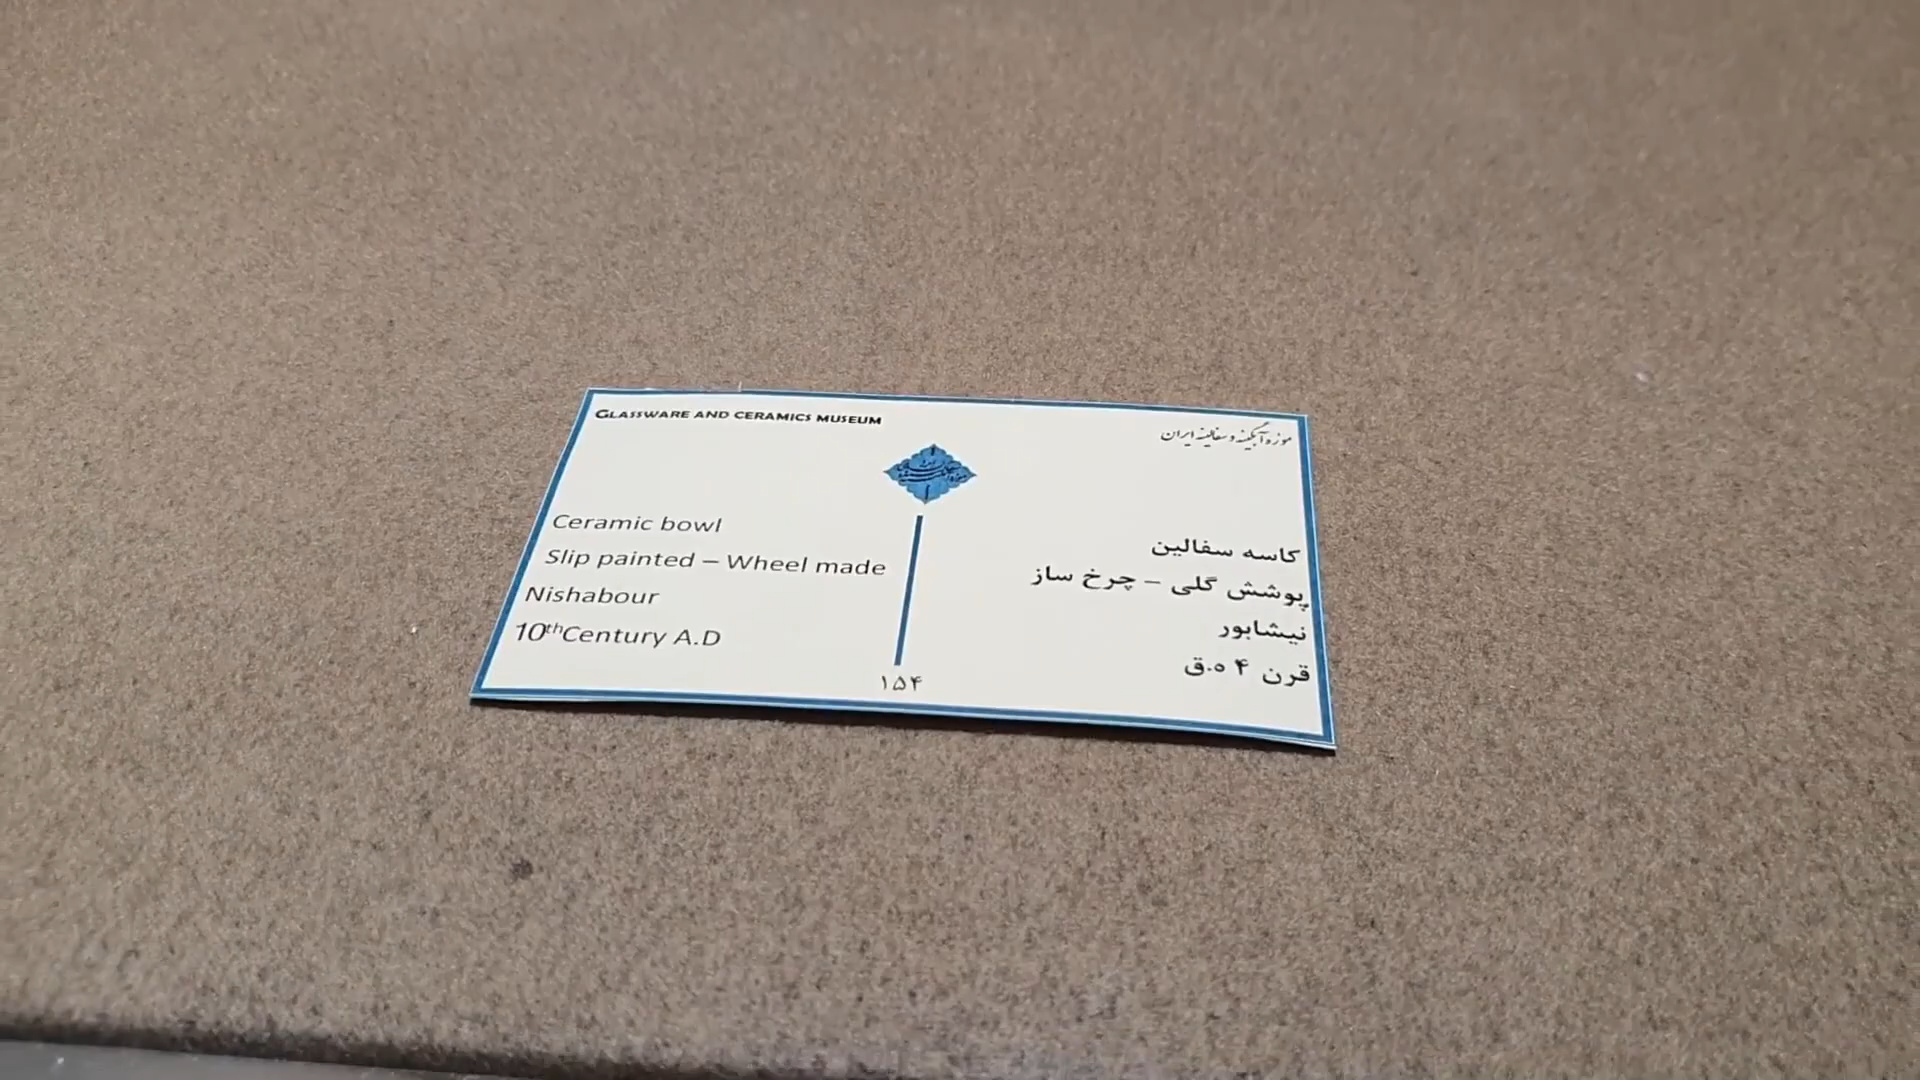 GLASSWARE AND CERAMICS MUSEUM
Ceramic bowl
Slip painted – Wheel made
Nishabour
10thCentury A.D
موزه آبگینه و سفالینه ایران
کاسه سفالین
پوشش گلی – چرخ ساز
نیشابور
قرن ۴ ه.ق
۱۵۴